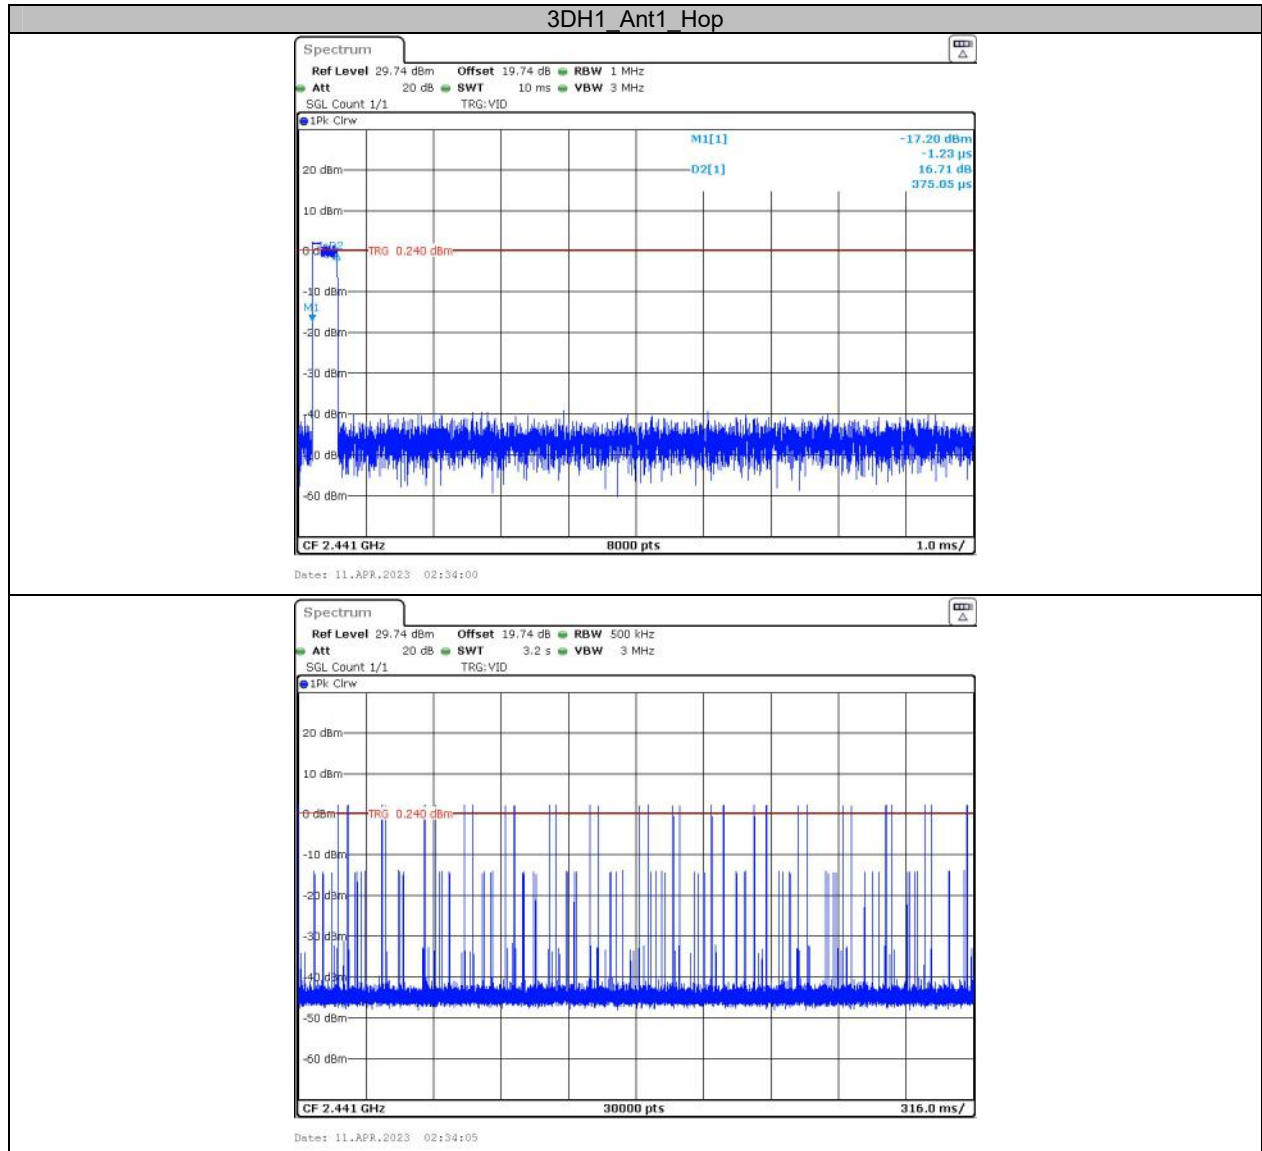 3DH1_Ant1_Hop
Spectrum
Ref Level 29.74 dBm Offset 19.74 dB RBW 1 MHz
Att 20 dB SWT 10 ms VBW 3 MHz
SGL Count 1/1 TRG:VID
1Pk Clrw
M1[1] -17.20 dBm
-1.23 µs
D2[1] 16.71 dB
375.05 µs
20 dBm
10 dBm
D2
TRG 0.240 dBm
-10 dBm
M1
-20 dBm
-30 dBm
-40 dBm
-60 dBm
CF 2.441 GHz 8000 pts 1.0 ms/
Date: 11.APR.2023 02:34:00
Spectrum
Ref Level 29.74 dBm Offset 19.74 dB RBW 500 kHz
Att 20 dB SWT 3.2 s VBW 3 MHz
SGL Count 1/1 TRG:VID
1Pk Clrw
20 dBm
10 dBm
0 dBm TRG 0.240 dBm
-10 dBm
-20 dBm
-30 dBm
-40 dBm
-50 dBm
-60 dBm
CF 2.441 GHz 30000 pts 316.0 ms/
Date: 11.APR.2023 02:34:05